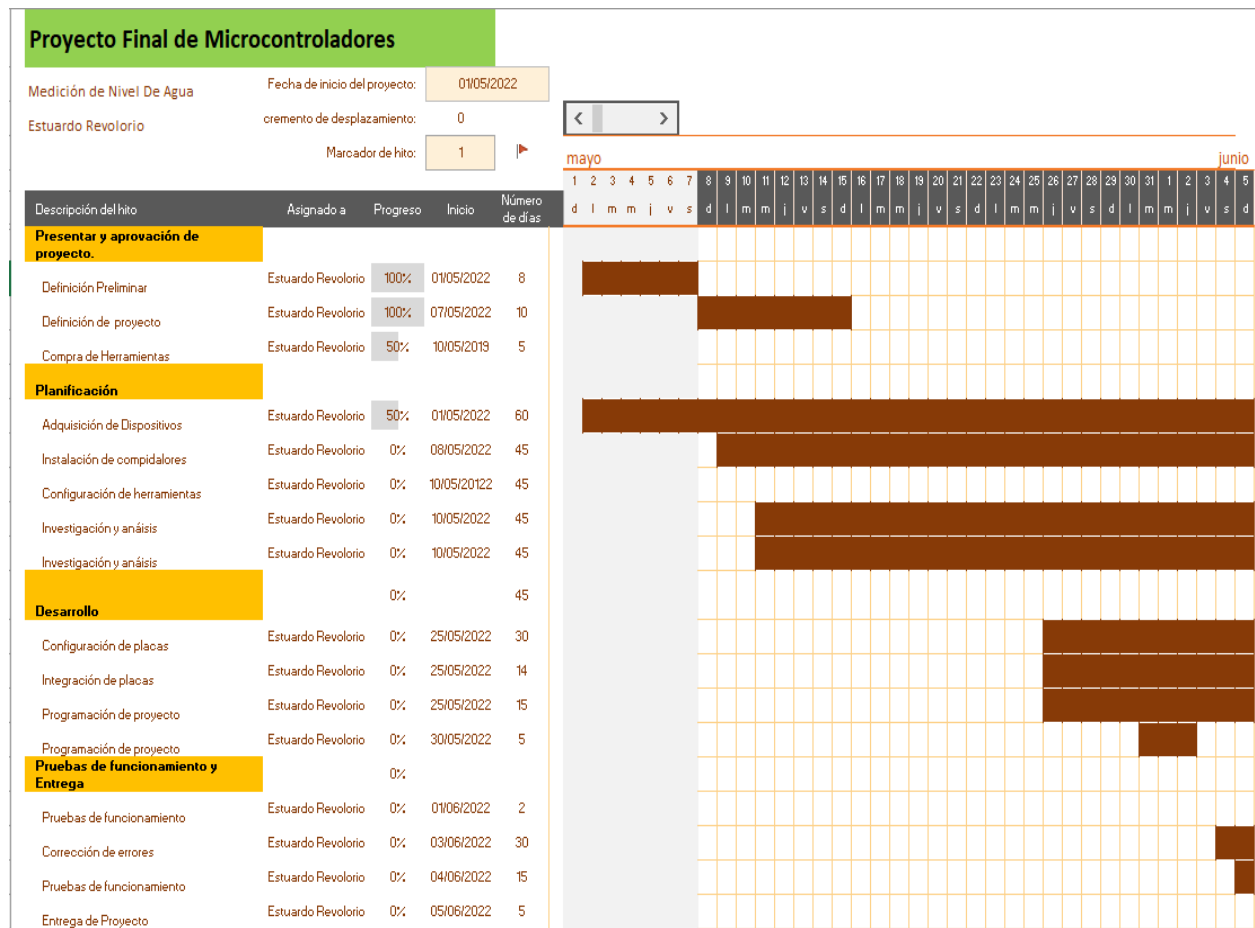 Proyecto Final de Microcontroladores
Medición de Nivel De Agua
Fecha de inicio del proyecto: 01/05/2022
Estuardo Revolorio
cremento de desplazamiento: 0
Marcador de hito: 1
mayo junio
1 2 3 4 5 6 7 8 9 10 11 12 13 14 15 16 17 18 19 20 21 22 23 24 25 26 27 28 29 30 31 1 2 3 4 5
Descripción del hito Asignado a Progreso Inicio Número de días d l m m j v s d l m m j v s d l m m j v s d l m m j v s d l m m j v s d
Presentar y aprovación de
proyecto.
Definición Preliminar Estuardo Revolorio 100% 01/05/2022 8
Definición de proyecto Estuardo Revolorio 100% 07/05/2022 10
Compra de Herramientas Estuardo Revolorio 50% 10/05/2019 5
Planificación
Adquisición de Dispositivos Estuardo Revolorio 50% 01/05/2022 60
Instalación de compidalores Estuardo Revolorio 0% 08/05/2022 45
Configuración de herramientas Estuardo Revolorio 0% 10/05/20122 45
Investigación y anáisis Estuardo Revolorio 0% 10/05/2022 45
Investigación y anáisis Estuardo Revolorio 0% 10/05/2022 45
Desarrollo 0% 45
Configuración de placas Estuardo Revolorio 0% 25/05/2022 30
Integración de placas Estuardo Revolorio 0% 25/05/2022 14
Programación de proyecto Estuardo Revolorio 0% 25/05/2022 15
Programación de proyecto Estuardo Revolorio 0% 30/05/2022 5
Pruebas de funcionamiento y
Entrega 0%
Pruebas de funcionamiento Estuardo Revolorio 0% 01/06/2022 2
Corrección de errores Estuardo Revolorio 0% 03/06/2022 30
Pruebas de funcionamiento Estuardo Revolorio 0% 04/06/2022 15
Entrega de Proyecto Estuardo Revolorio 0% 05/06/2022 5